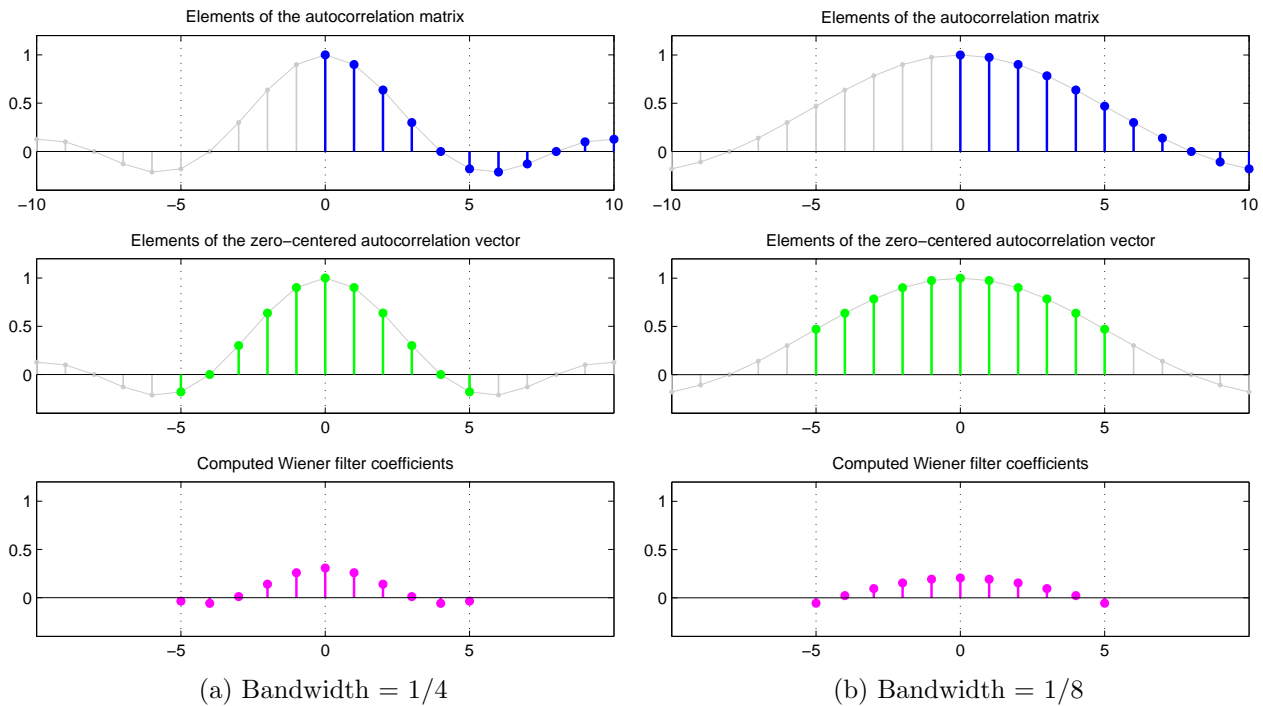 Elements of the autocorrelation matrix
1
0.5
0
−10 −5 0 5 10
Elements of the zero−centered autocorrelation vector
1
0.5
0
−5 0 5
Computed Wiener filter coefficients
1
0.5
0
−5 0 5
(a) Bandwidth = 1/4
Elements of the autocorrelation matrix
1
0.5
0
−10 −5 0 5 10
Elements of the zero−centered autocorrelation vector
1
0.5
0
−5 0 5
Computed Wiener filter coefficients
1
0.5
0
−5 0 5
(b) Bandwidth = 1/8